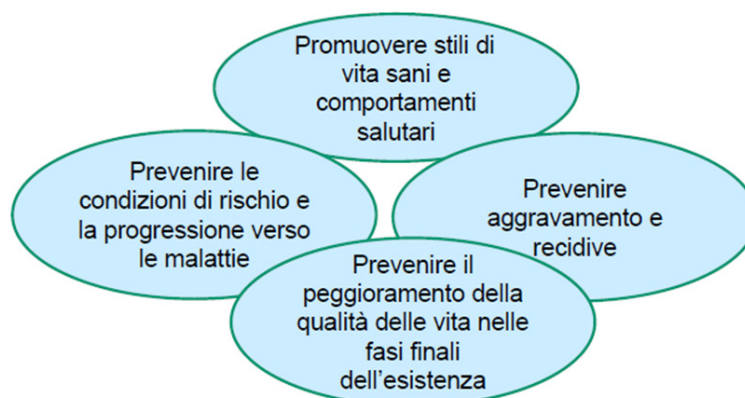 Promuovere stili di
vita sani e
comportamenti
salutari
Prevenire le
condizioni di rischio e
la progressione verso
le malattie
Prevenire
aggravamento e
recidive
Prevenire il
peggioramento della
qualità delle vita nelle
fasi finali
dell'esistenza